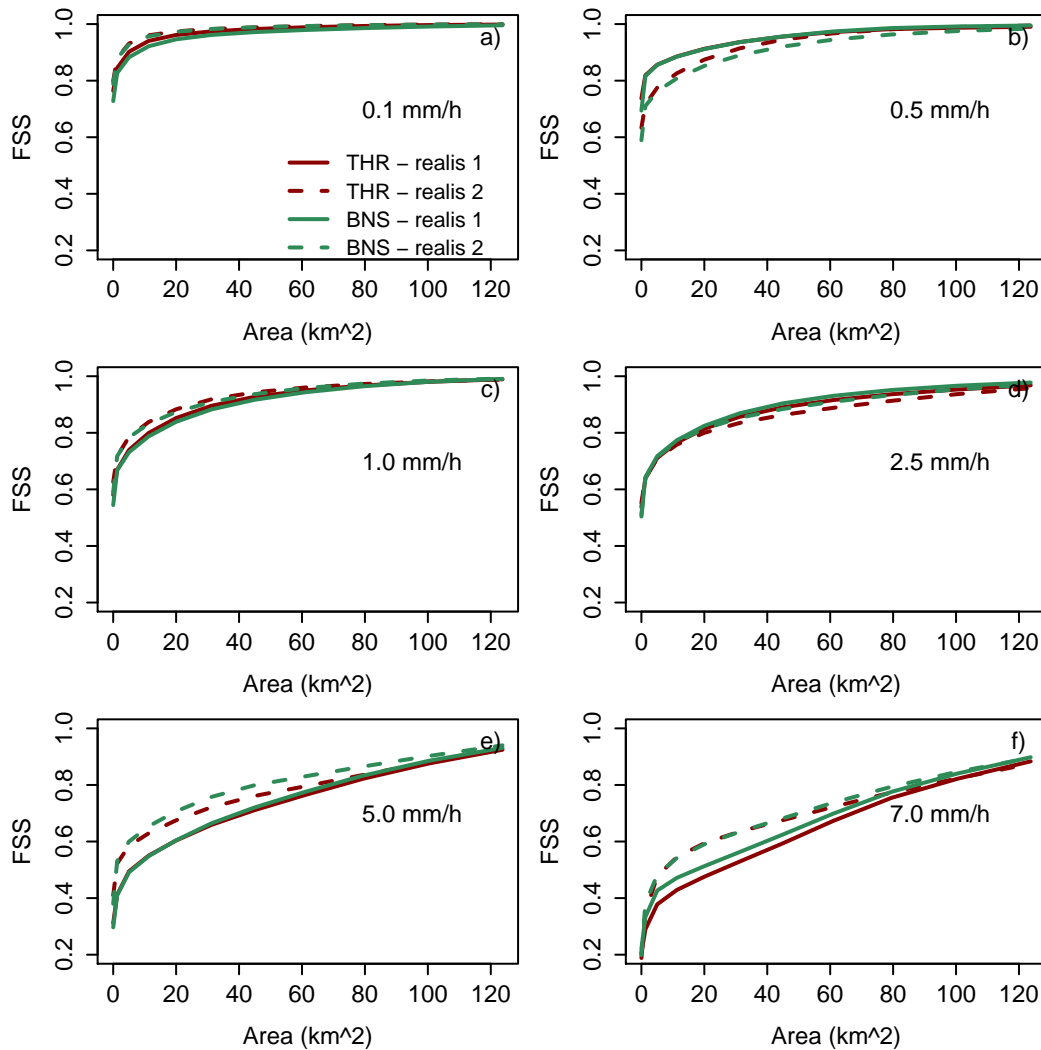 a)
0.1 mm/h
THR – realis 1
THR – realis 2
BNS – realis 1
BNS – realis 2
FSS
0.2 0.4 0.6 0.8 1.0
0 20 40 60 80 100 120
Area (km^2)
b)
0.5 mm/h
FSS
0.2 0.4 0.6 0.8 1.0
0 20 40 60 80 100 120
Area (km^2)
c)
1.0 mm/h
FSS
0.2 0.4 0.6 0.8 1.0
0 20 40 60 80 100 120
Area (km^2)
d)
2.5 mm/h
FSS
0.2 0.4 0.6 0.8 1.0
0 20 40 60 80 100 120
Area (km^2)
e)
5.0 mm/h
FSS
0.2 0.4 0.6 0.8 1.0
0 20 40 60 80 100 120
Area (km^2)
f)
7.0 mm/h
FSS
0.2 0.4 0.6 0.8 1.0
0 20 40 60 80 100 120
Area (km^2)